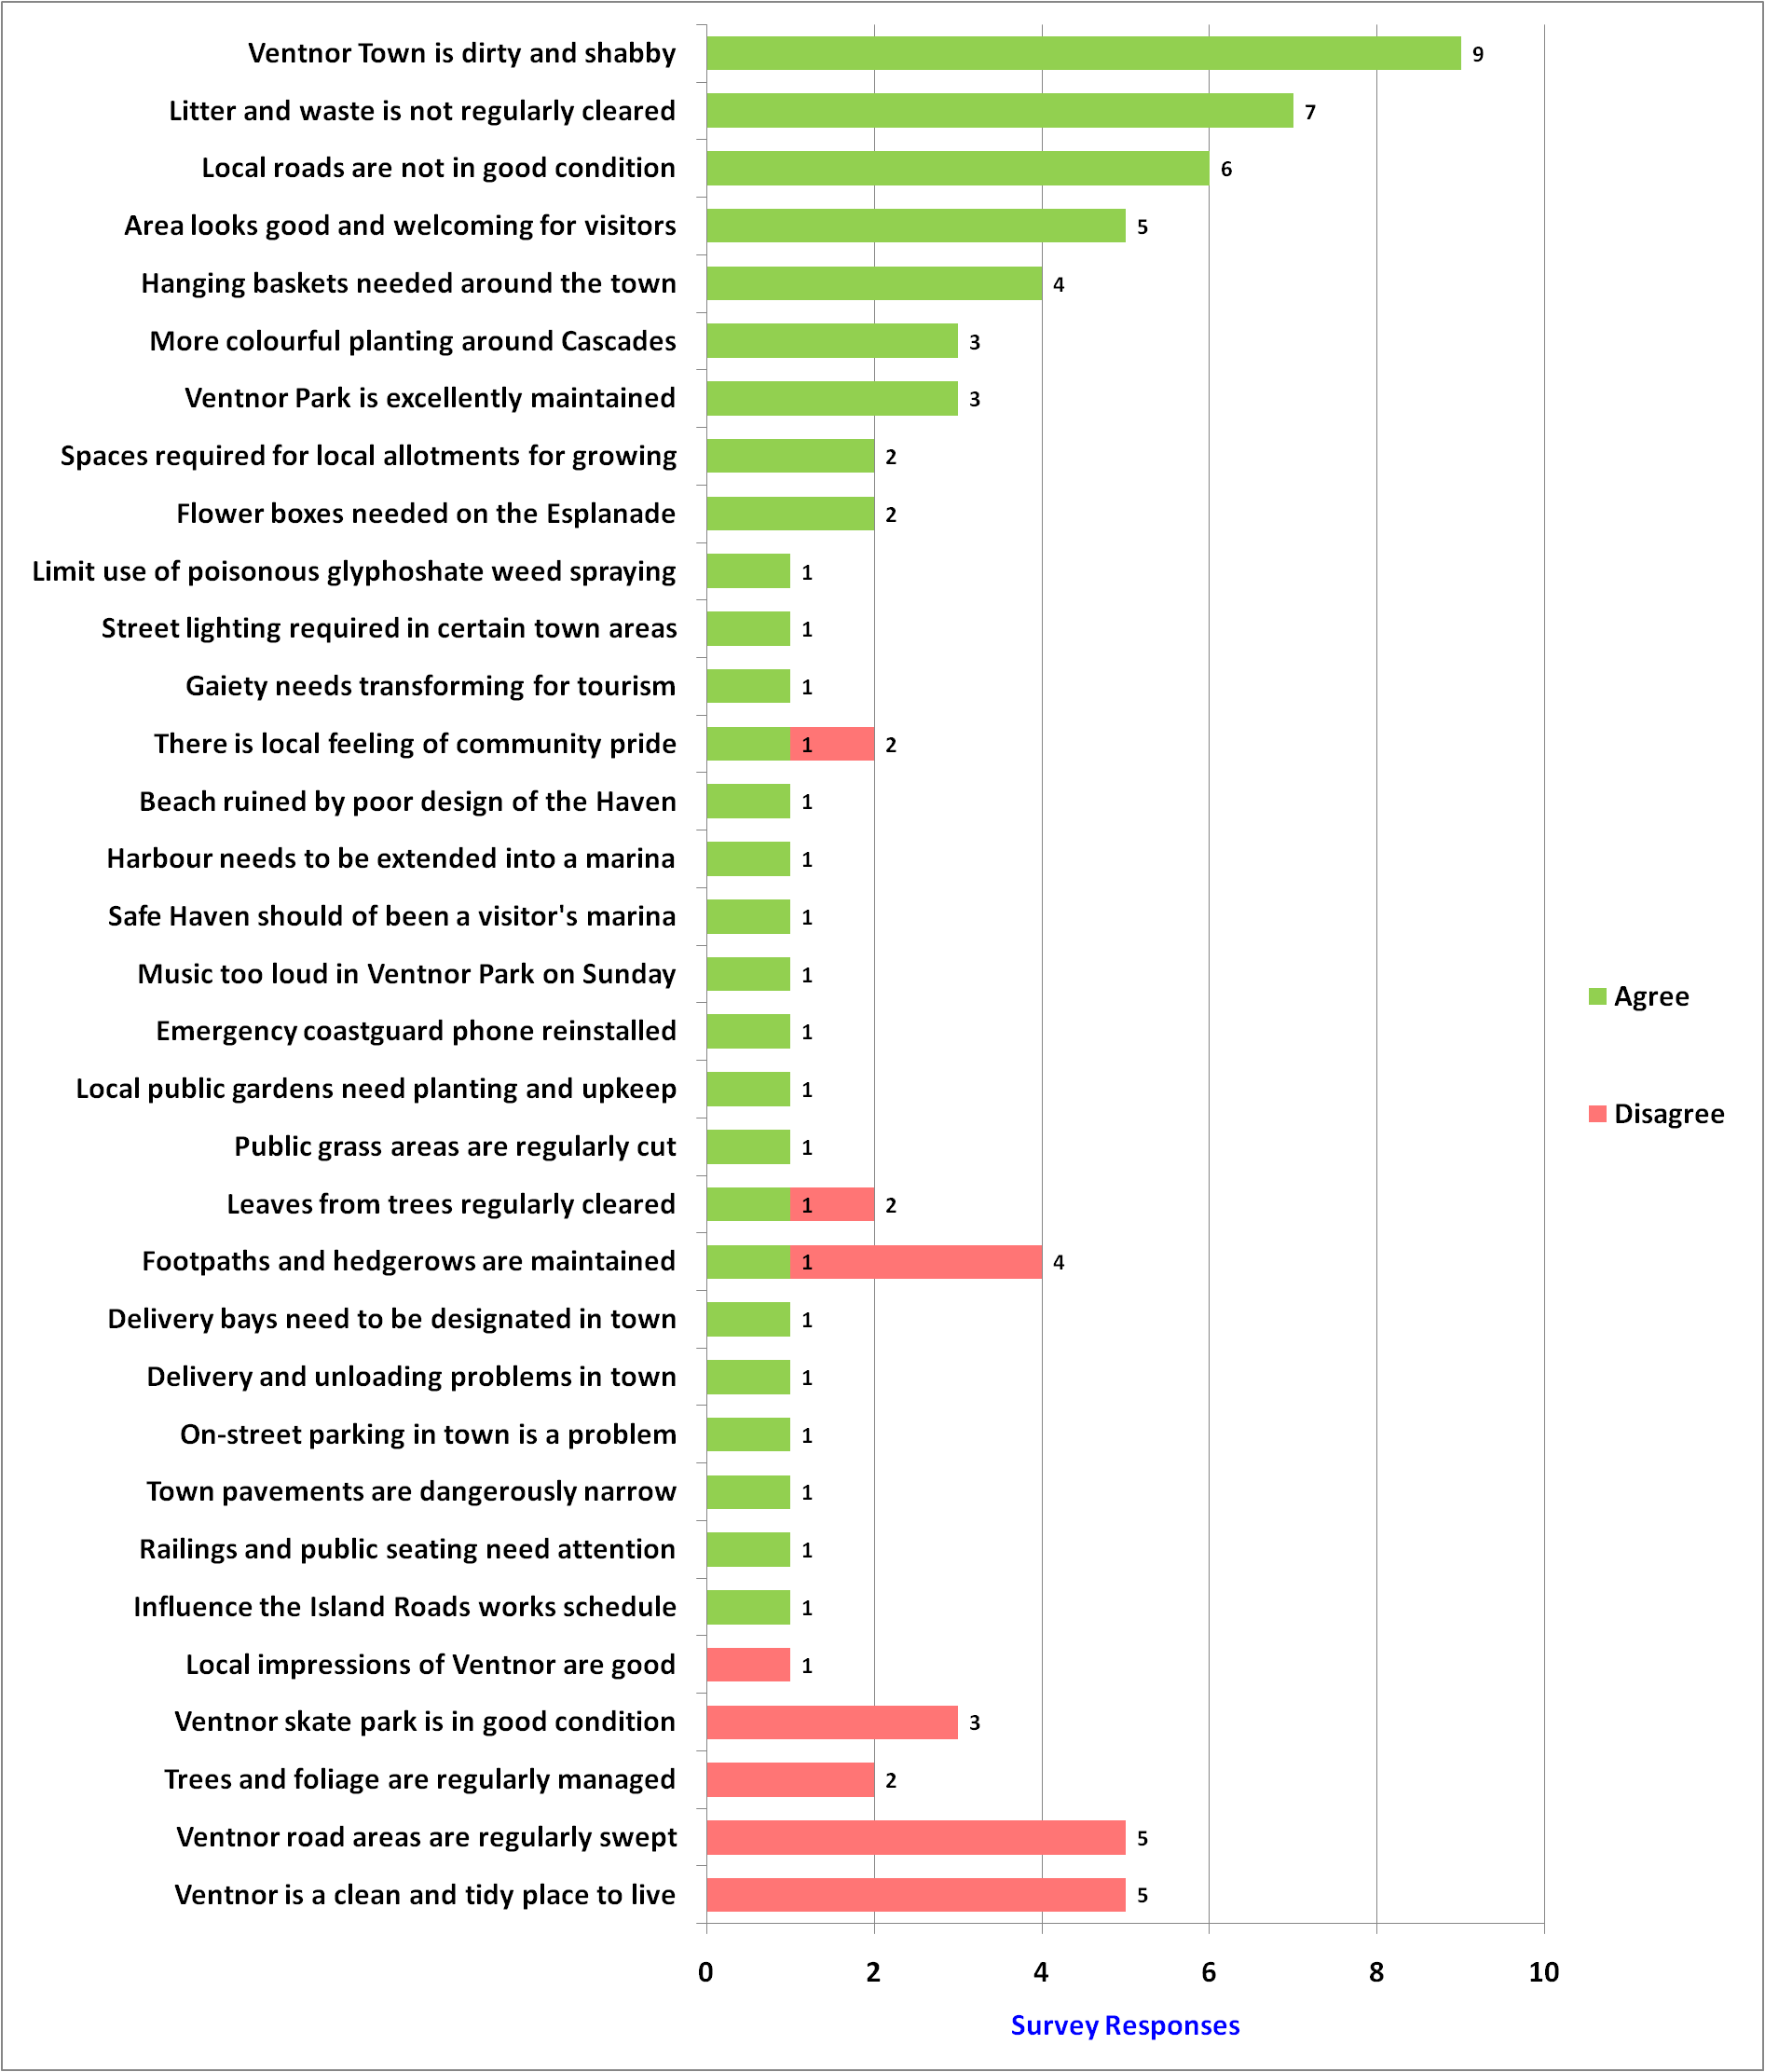 Ventnor Town is dirty and shabby 9
Litter and waste is not regularly cleared 7
Local roads are not in good condition 6
Area looks good and welcoming for visitors 5
Hanging baskets needed around the town 4
More colourful planting around Cascades 3
Ventnor Park is excellently maintained 3
Spaces required for local allotments for growing 2
Flower boxes needed on the Esplanade 2
Limit use of poisonous glyphoshate weed spraying 1
Street lighting required in certain town areas 1
Gaiety needs transforming for tourism 1
There is local feeling of community pride 1 2
Beach ruined by poor design of the Haven 1
Harbour needs to be extended into a marina 1
Safe Haven should of been a visitor's marina 1
Music too loud in Ventnor Park on Sunday 1
Emergency coastguard phone reinstalled 1
Local public gardens need planting and upkeep 1
Public grass areas are regularly cut 1
Leaves from trees regularly cleared 1 2
Footpaths and hedgerows are maintained 1 4
Delivery bays need to be designated in town 1
Delivery and unloading problems in town 1
On-street parking in town is a problem 1
Town pavements are dangerously narrow 1
Railings and public seating need attention 1
Influence the Island Roads works schedule 1
Local impressions of Ventnor are good 1
Ventnor skate park is in good condition 3
Trees and foliage are regularly managed 2
Ventnor road areas are regularly swept 5
Ventnor is a clean and tidy place to live 5
0 2 4 6 8 10
Survey Responses
Agree
Disagree